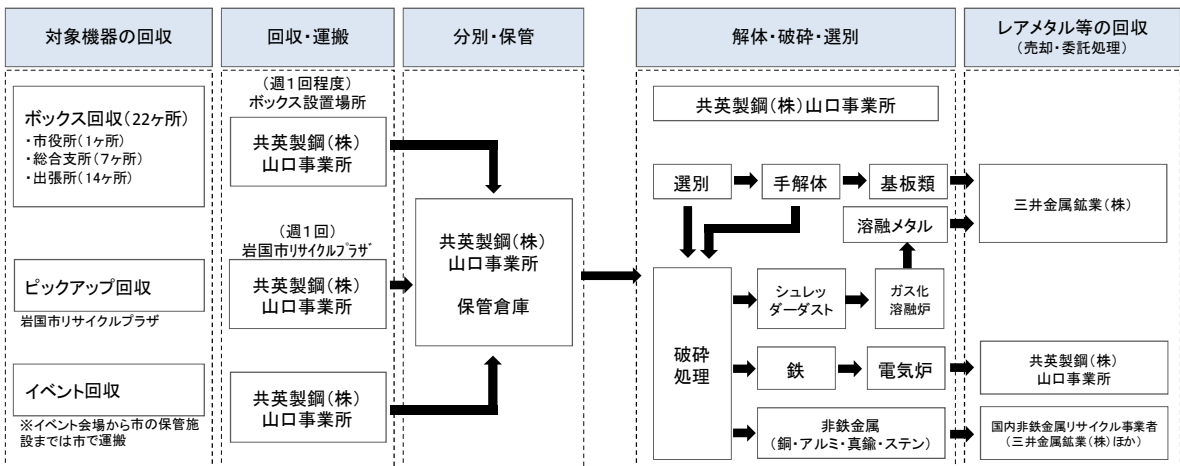 対象機器の回収
回収・運搬
分別・保管
解体・破砕・選別
レアメタル等の回収
（売却・委託処理）
ボックス回収（22ヶ所）
・市役所（1ヶ所）
・総合支所（7ヶ所）
・出張所（14ヶ所）
ピックアップ回収
岩国市リサイクルプラザ
イベント回収
※イベント会場から市の保管施
設までは市で運搬
（週1回程度）
ボックス設置場所
共英製鋼（株）
山口事業所
（週1回）
岩国市リサイクルプラザ
共英製鋼（株）
山口事業所
共英製鋼（株）
山口事業所
共英製鋼（株）
山口事業所
保管倉庫
共英製鋼（株）山口事業所
選別
手解体
基板類
溶融メタル
破砕
処理
シュレッ
ダーダスト
ガス化
溶融炉
鉄
電気炉
非鉄金属
（銅・アルミ・真鍮・ステン）
三井金属鉱業（株）
共英製鋼（株）
山口事業所
国内非鉄金属リサイクル事業者
（三井金属鉱業（株）ほか）